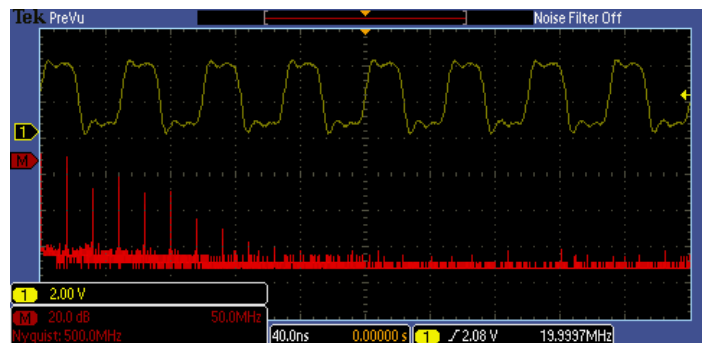 Tek PreVu Noise Filter Off
1
M
1 2.00 V
M 20.0 dB 50.0MHz
Nyquist: 500.0MHz
40.0ns 0.00000 s 1 2.08 V 19.9997MHz